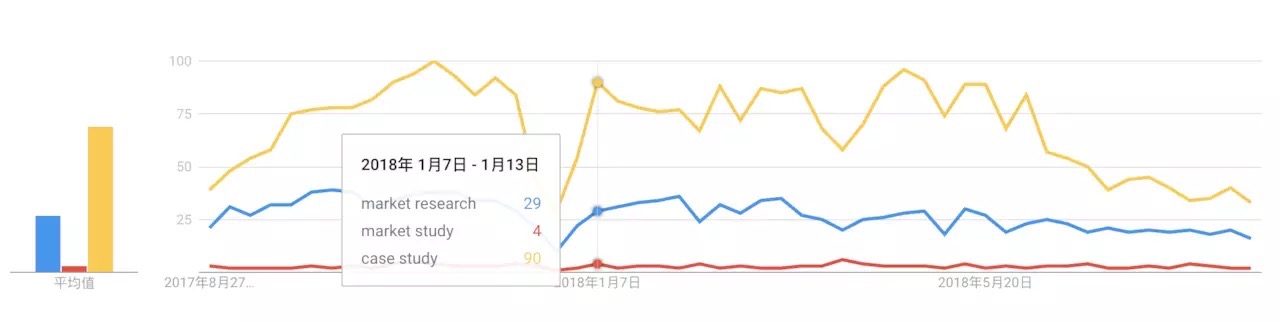 100
75
50
25
2018年 1月7日 - 1月13日
market research 29
market study 4
case study 90
平均值
2017年8月27...
2018年1月7日
2018年5月20日